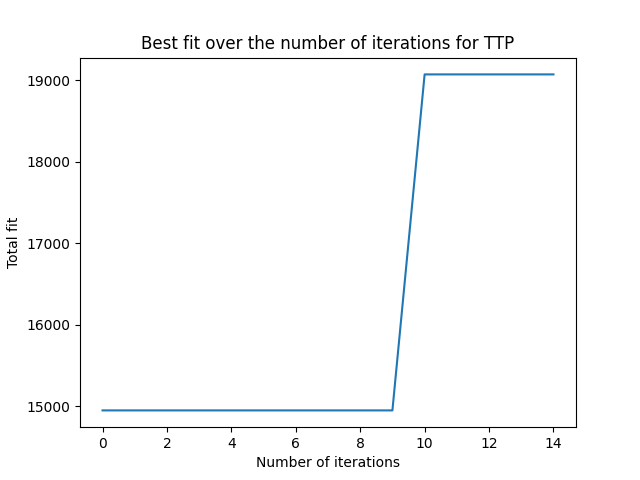 Best fit over the number of iterations for TTP
19000
18000
17000
16000
15000
Total fit
0 2 4 6 8 10 12 14
Number of iterations